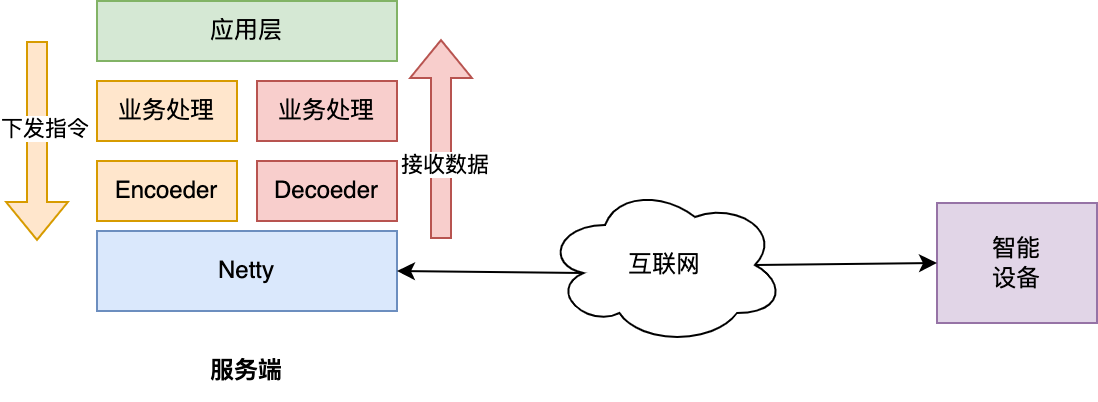 应用层
业务处理
业务处理
下发指令
接收数据
Encoeder
Decoeder
Netty
互联网
智能
设备
服务端